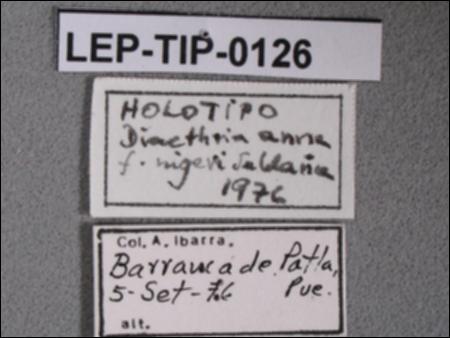 LEP-TIP-0126
HOLOTIPO
Diaethria anna
f. nigeri Saldaña
1976
Col. A. Ibarra.
Barranca de Patla,
5-Set-76 Pue.
alt.